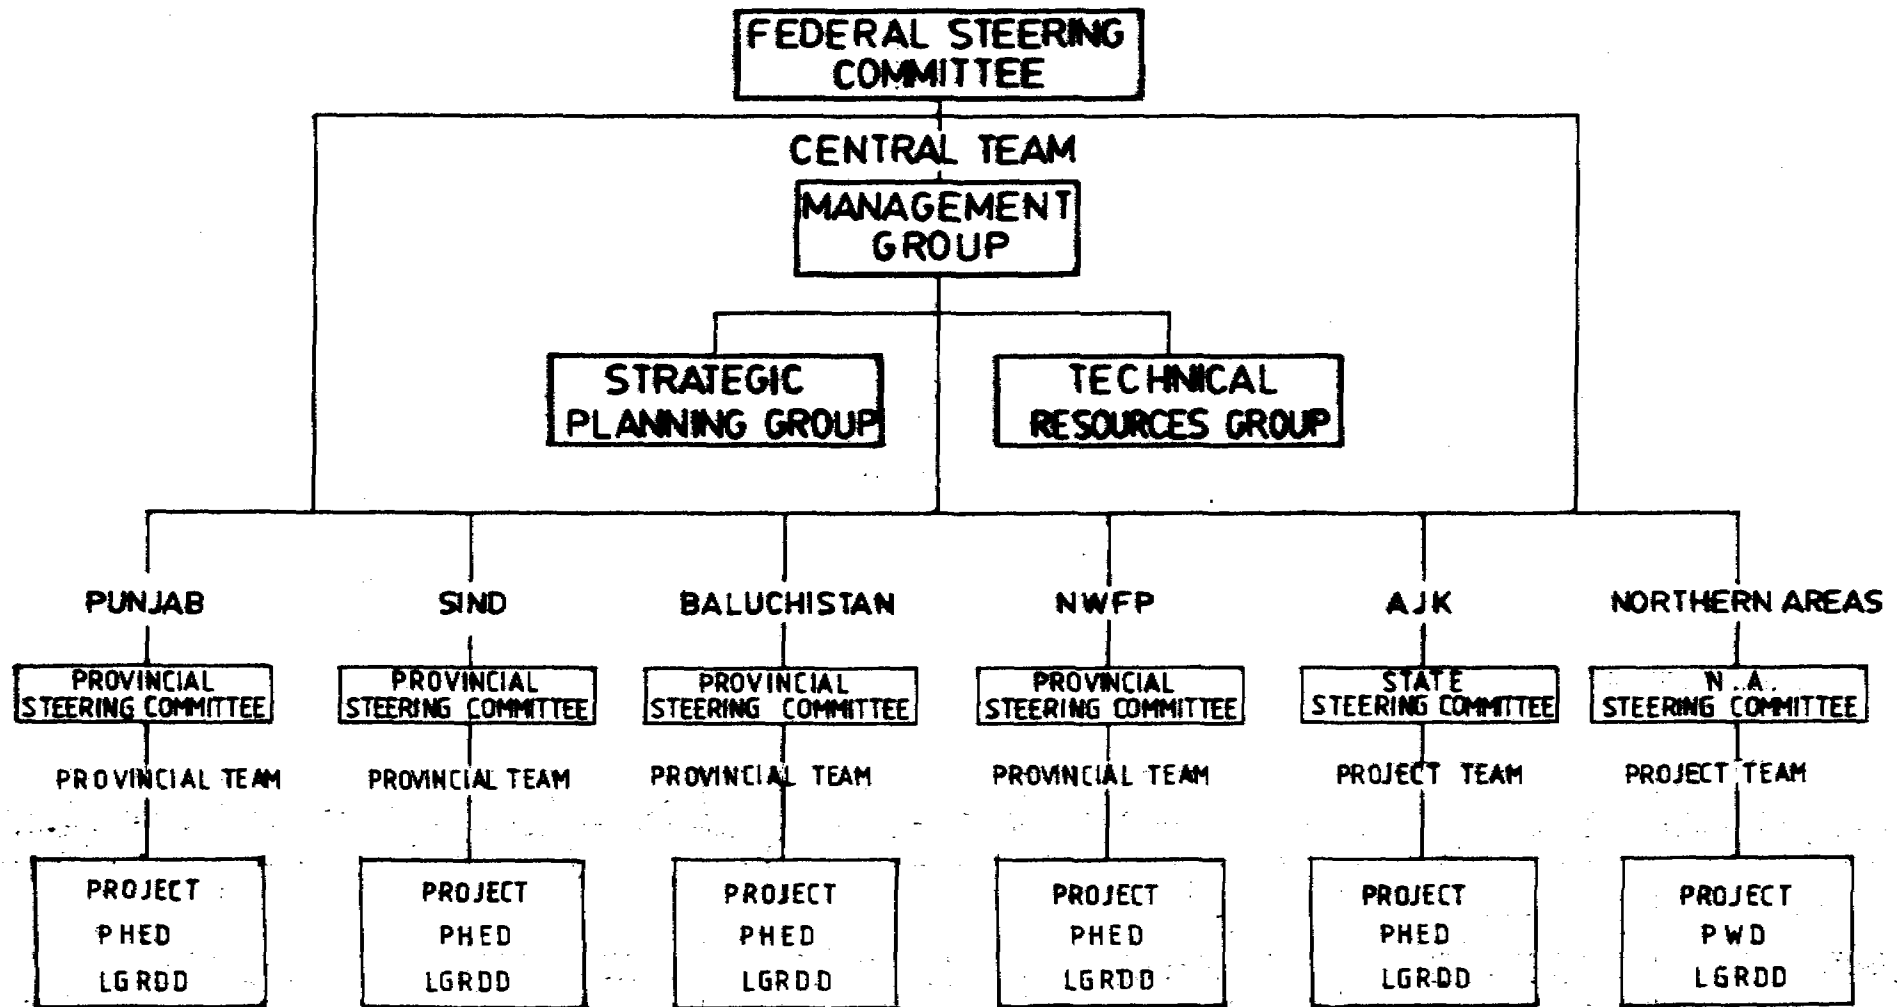 FEDERAL STEERING
COMMITTEE
CENTRAL TEAM
MANAGEMENT
GROUP
STRATEGIC
PLANNING GROUP
TECHNICAL
RESOURCES GROUP
PUNJAB
SIND
BALUCHISTAN
NWFP
AJK
NORTHERN AREAS
PROVINCIAL
STEERING COMMITTEE
PROVINCIAL
STEERING COMMITTEE
PROVINCIAL
STEERING COMMITTEE
PROVINCIAL
STEERING COMMITTEE
STATE
STEERING COMMITTEE
N.A.
STEERING COMMITTEE
PROVINCIAL TEAM
PROVINCIAL TEAM
PROVINCIAL TEAM
PROVINCIAL TEAM
PROJECT TEAM
PROJECT TEAM
PROJECT
PHED
LGRDD
PROJECT
PHED
LGRDD
PROJECT
PHED
LGRDD
PROJECT
PHED
LGRDD
PROJECT
PHED
LGRDD
PROJECT
PWD
LGRDD